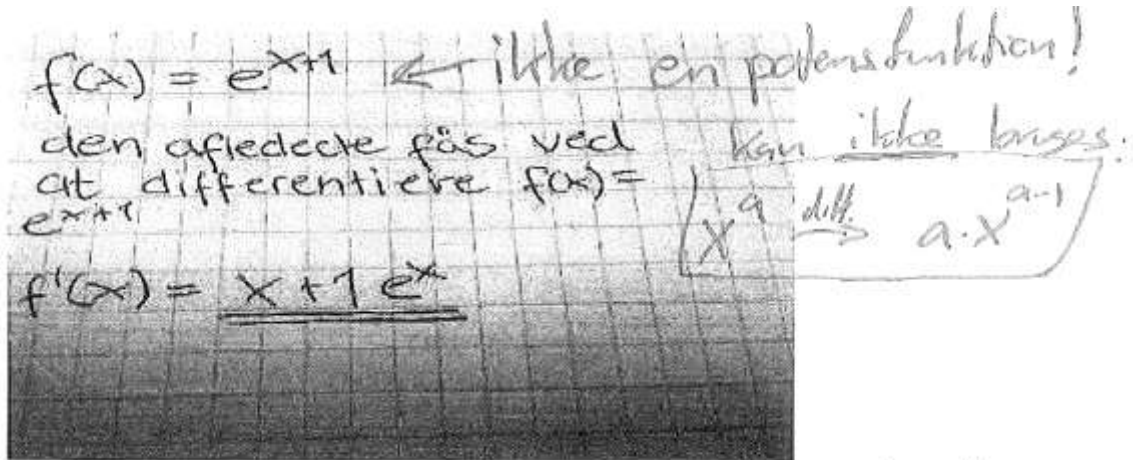 f(x) = e^{x+1} ← ikke en potensfunktion!
den afledede fås ved
at differentiere f(x)=
e^{x+1}
f'(x) = x + 1 e^x
kan ikke bruges:
x^a diff. → a·x^{a-1}